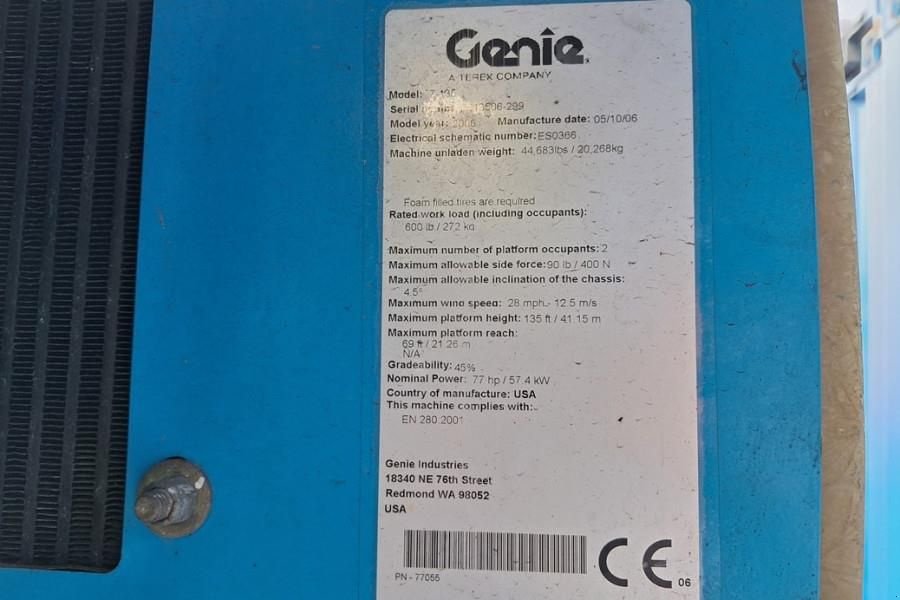 Genie
A TEREX COMPANY
Model: Z-135
Serial
Model year: 2006 Manufacture date: 05/10/06
Electrical schematic number: ES0366
Machine unladen weight: 44,683lbs / 20,268kg
Foam filled tires are required
Rated work load (including occupants):
600 lb / 272 kg
Maximum number of platform occupants: 2
Maximum allowable side force: 90 lb / 400 N
Maximum allowable inclination of the chassis:
4.5°
Maximum wind speed: 28 mph - 12.5 m/s
Maximum platform height: 135 ft / 41.15 m
Maximum platform reach:
69 ft / 21.26 m
N/A
Gradeability: 45%
Nominal Power: 77 hp / 57.4 kW
Country of manufacture: USA
This machine complies with:
EN 280:2001
Genie Industries
18340 NE 76th Street
Redmond WA 98052
USA
PN - 77055
CE 06